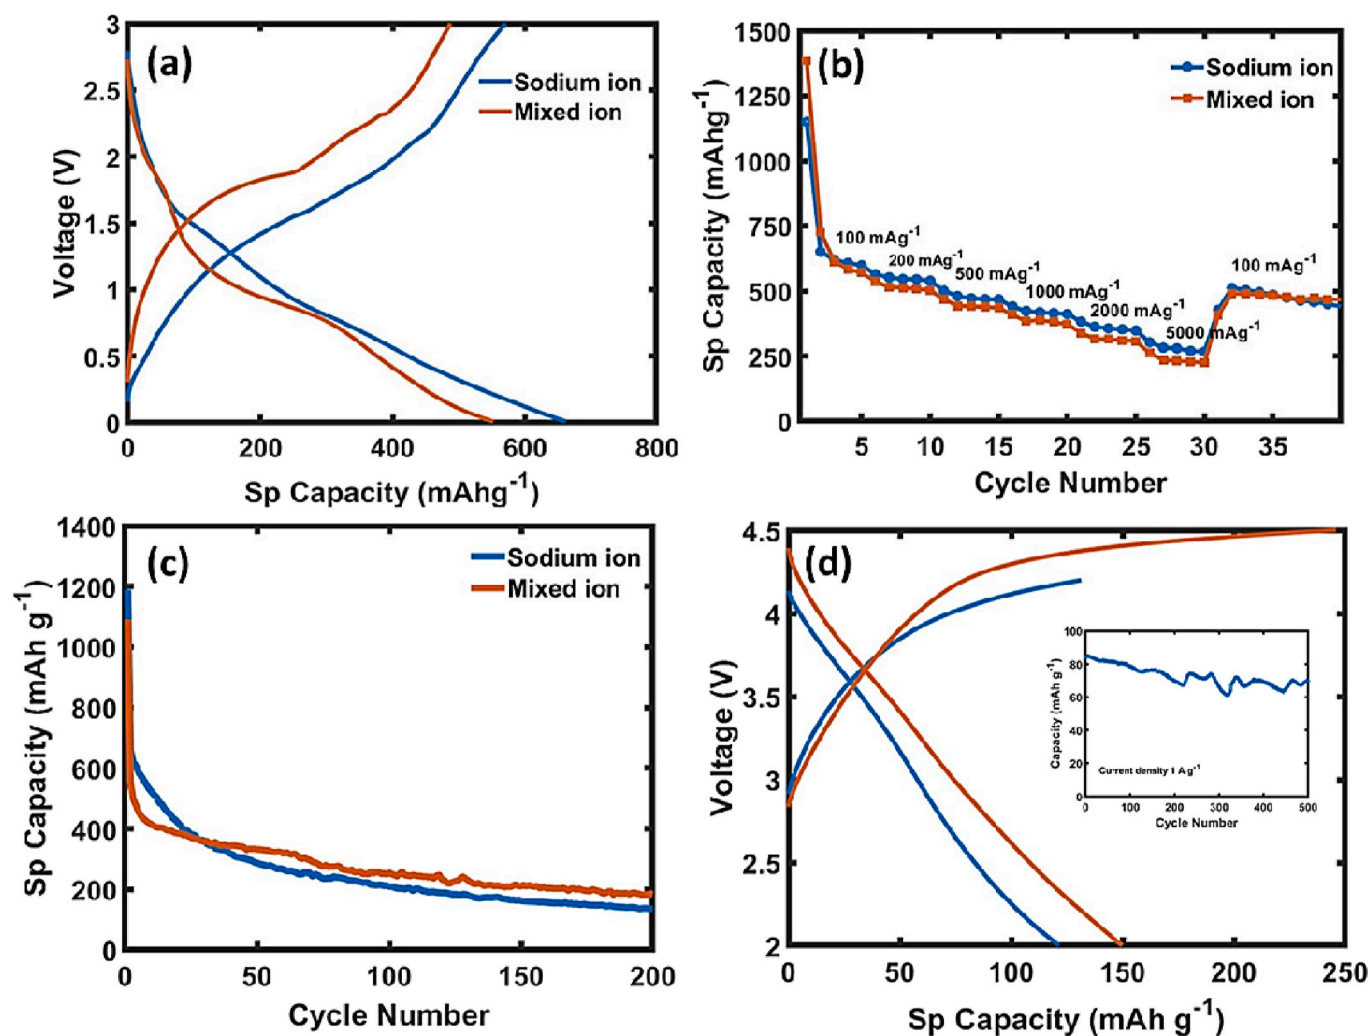 (a)
Sodium ion
Mixed ion
3
2.5
2
1.5
1
0.5
0
0 200 400 600 800
Voltage (V)
Sp Capacity (mAhg-1)
(b)
Sodium ion
Mixed ion
1500
1250
1000
750
500
250
0
100 mAg-1
200 mAg-1
500 mAg-1
1000 mAg-1
2000 mAg-1
5000 mAg-1
100 mAg-1
5 10 15 20 25 30 35
Sp Capacity (mAhg-1)
Cycle Number
(c)
Sodium ion
Mixed ion
1400
1200
1000
800
600
400
200
0
0 50 100 150 200
Sp Capacity (mAh g-1)
Cycle Number
(d)
4.5
4
3.5
3
2.5
2
0 50 100 150 200 250
Voltage (V)
Sp Capacity (mAh g-1)
100
80
60
40
20
0
Current density 1 Ag-1
0 100 200 300 400 500
Capacity (mAh g-1)
Cycle Number